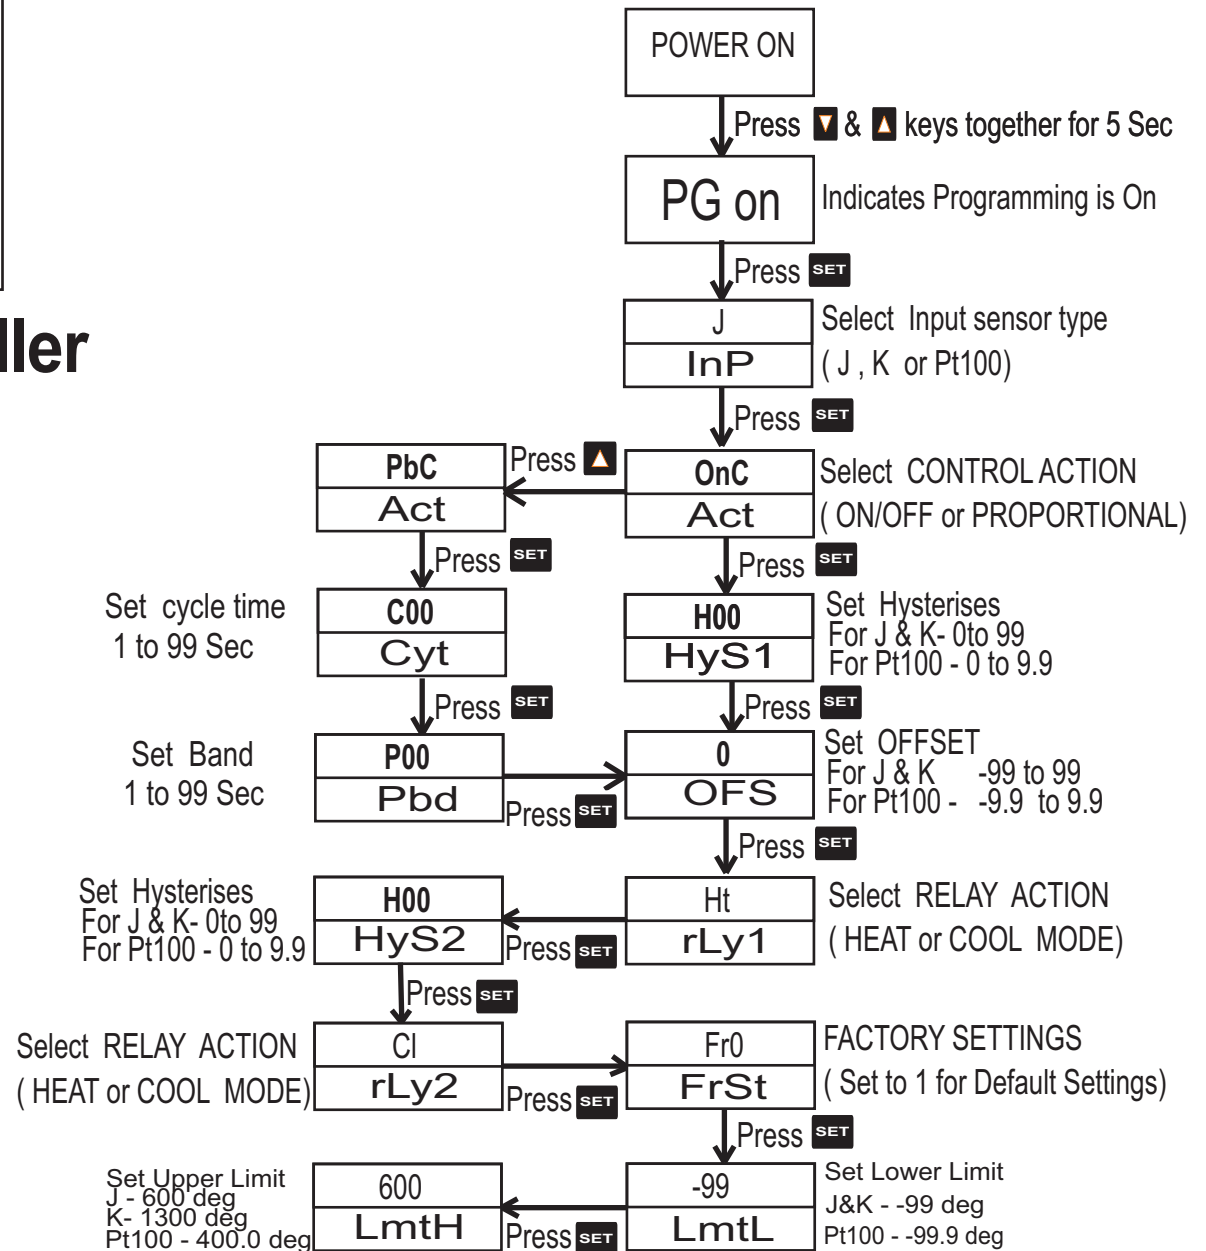 POWER ON
Press & keys together for 5 Sec
PG on
Indicates Programming is On
Press SET
ller
J
InP
Select Input sensor type
( J , K or Pt100)
Press SET
PbC
Act
Press
OnC
Act
Select CONTROL ACTION
( ON/OFF or PROPORTIONAL)
Press SET
Press SET
Set cycle time
1 to 99 Sec
C00
Cyt
H00
HyS1
Set Hysterises
For J & K- 0to 99
For Pt100 - 0 to 9.9
Press SET
Press SET
Set Band
1 to 99 Sec
P00
Pbd
Press SET
0
OFS
Set OFFSET
For J & K -99 to 99
For Pt100 - -9.9 to 9.9
Press SET
Set Hysterises
For J & K- 0to 99
For Pt100 - 0 to 9.9
H00
HyS2
Press SET
Ht
rLy1
Select RELAY ACTION
( HEAT or COOL MODE)
Press SET
Select RELAY ACTION
( HEAT or COOL MODE)
Cl
rLy2
Press SET
Fr0
FrSt
FACTORY SETTINGS
( Set to 1 for Default Settings)
Press SET
Set Upper Limit
J - 600 deg
K- 1300 deg
Pt100 - 400.0 deg
600
LmtH
Press SET
-99
LmtL
Set Lower Limit
J&K - -99 deg
Pt100 - -99.9 deg